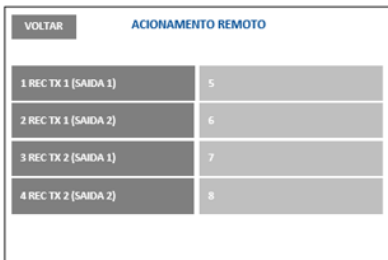 VOLTAR ACIONAMENTO REMOTO
1 REC TX 1 (SAIDA 1) 5
2 REC TX 1 (SAIDA 2) 6
3 REC TX 2 (SAIDA 1) 7
4 REC TX 2 (SAIDA 2) 8